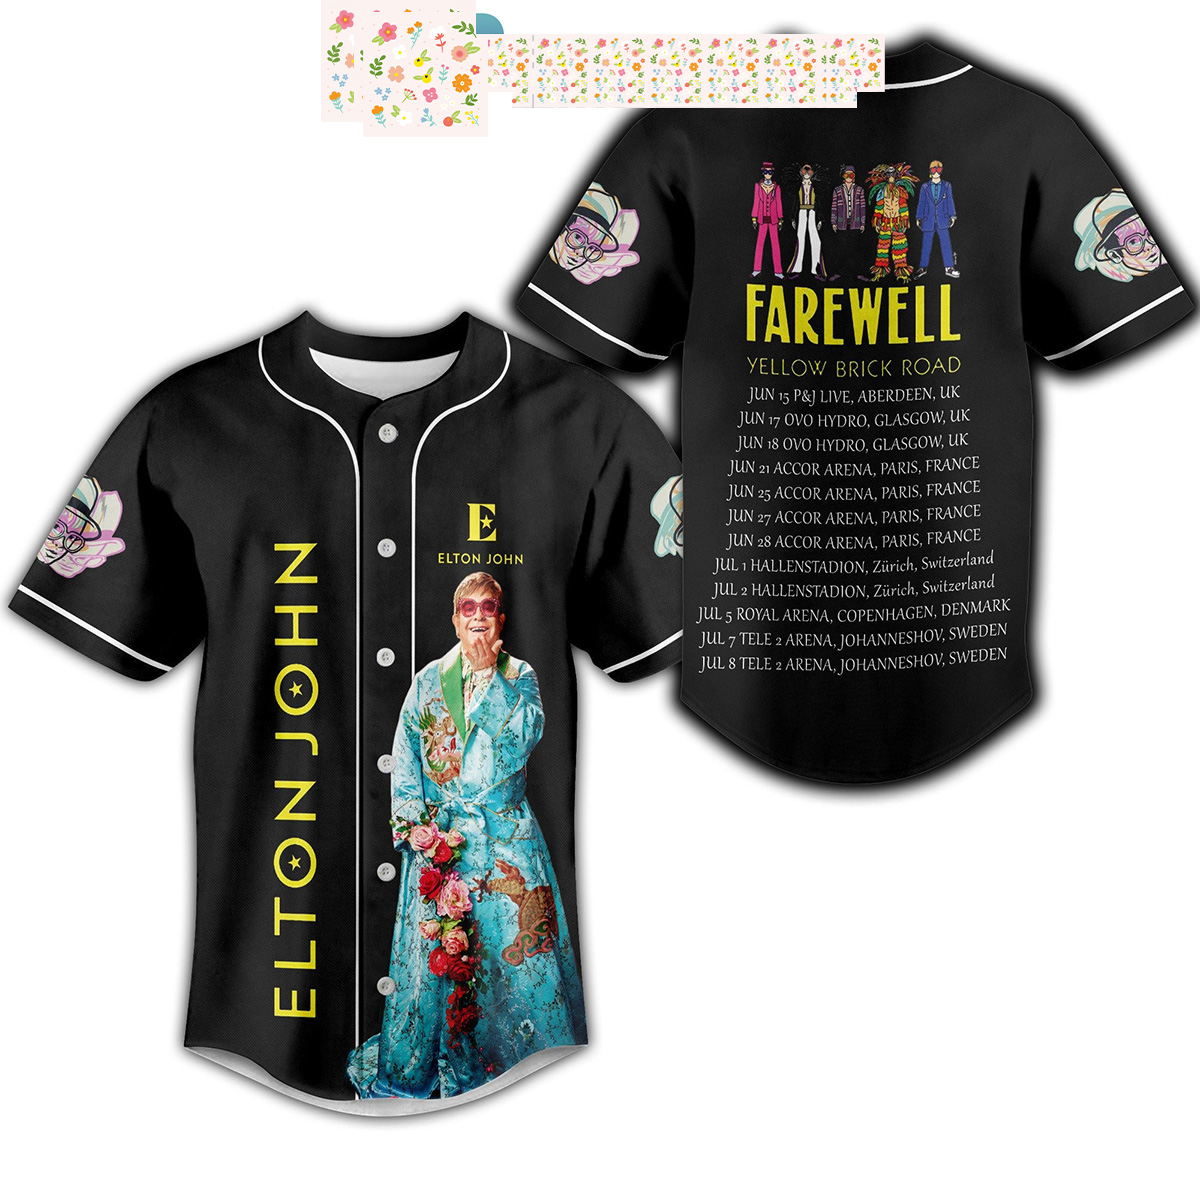 ELTON JOHN
E
ELTON JOHN
FAREWELL
YELLOW BRICK ROAD
JUN 15 P&J LIVE, ABERDEEN, UK
JUN 17 OVO HYDRO, GLASGOW, UK
JUN 18 OVO HYDRO, GLASGOW, UK
JUN 21 ACCOR ARENA, PARIS, FRANCE
JUN 25 ACCOR ARENA, PARIS, FRANCE
JUN 27 ACCOR ARENA, PARIS, FRANCE
JUN 28 ACCOR ARENA, PARIS, FRANCE
JUL 1 HALLENSTADION, Zürich, Switzerland
JUL 2 HALLENSTADION, Zürich, Switzerland
JUL 5 ROYAL ARENA, COPENHAGEN, DENMARK
JUL 7 TELE 2 ARENA, JOHANNESHOV, SWEDEN
JUL 8 TELE 2 ARENA, JOHANNESHOV, SWEDEN